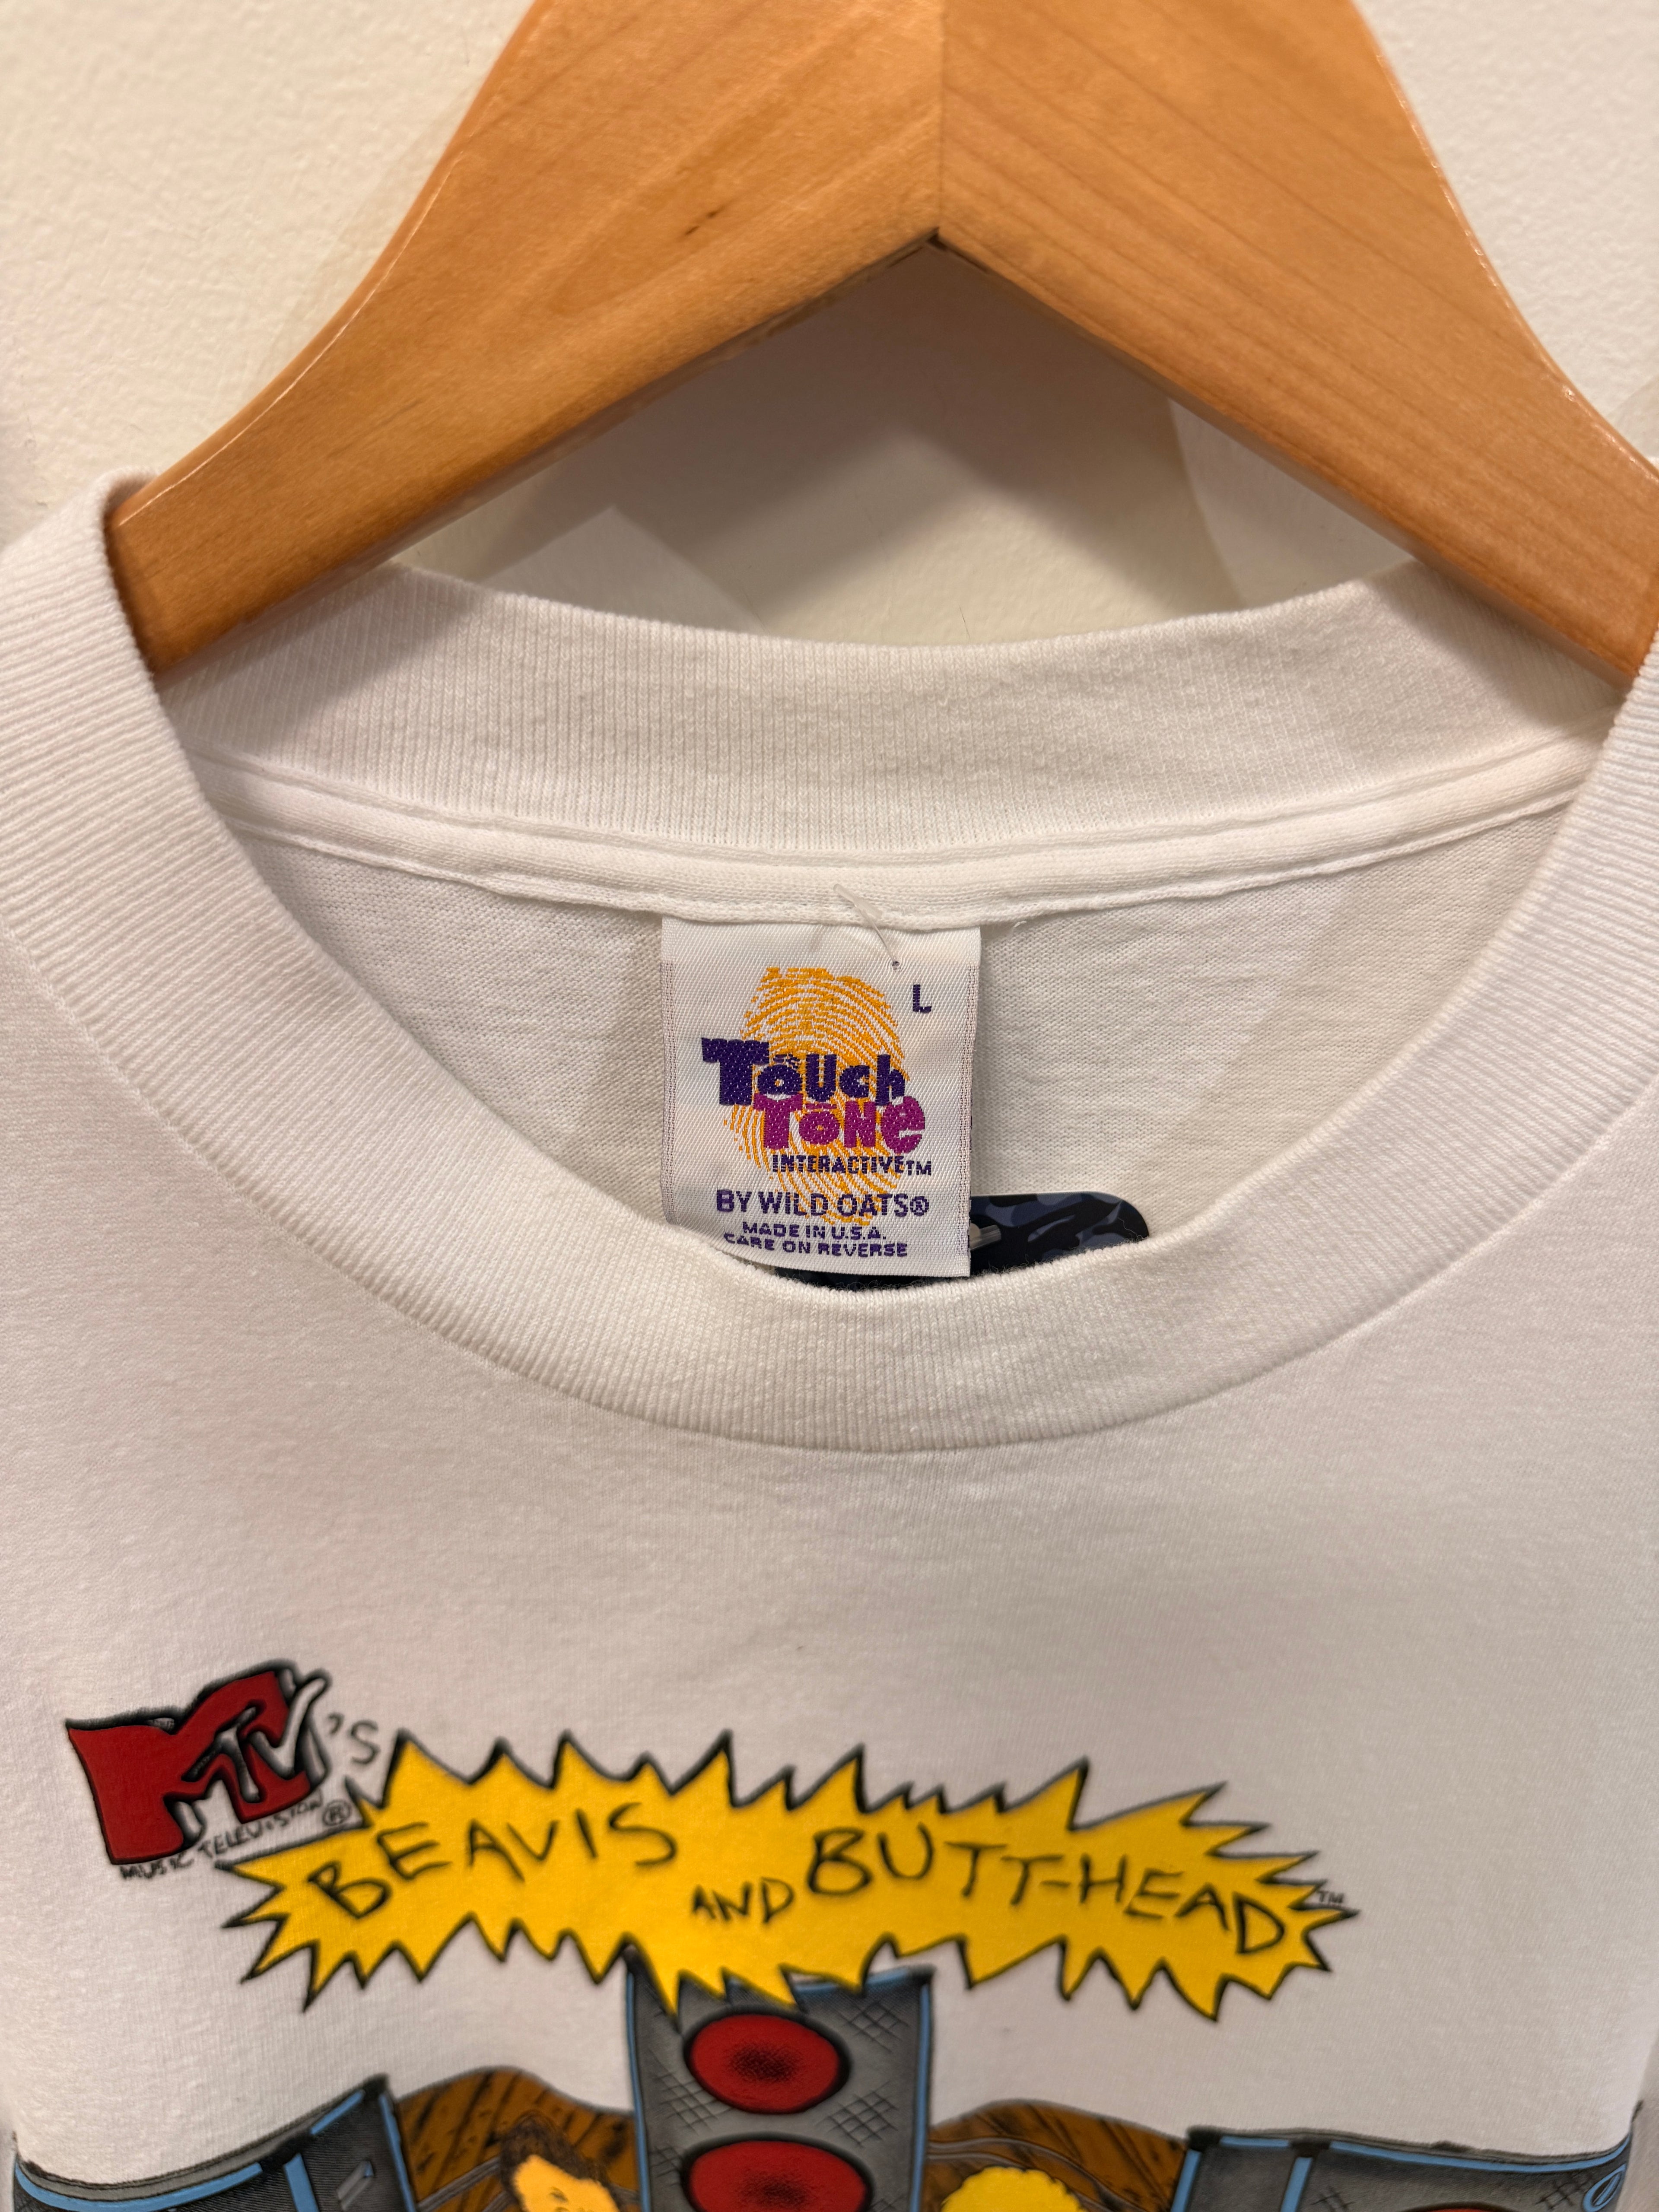 L
Touch
Tone
INTERACTIVE™
BY WILD OATS®
MADE IN U.S.A.
CARE ON REVERSE
MTV'S
MUSIC TELEVISION®
BEAVIS AND BUTT-HEAD™